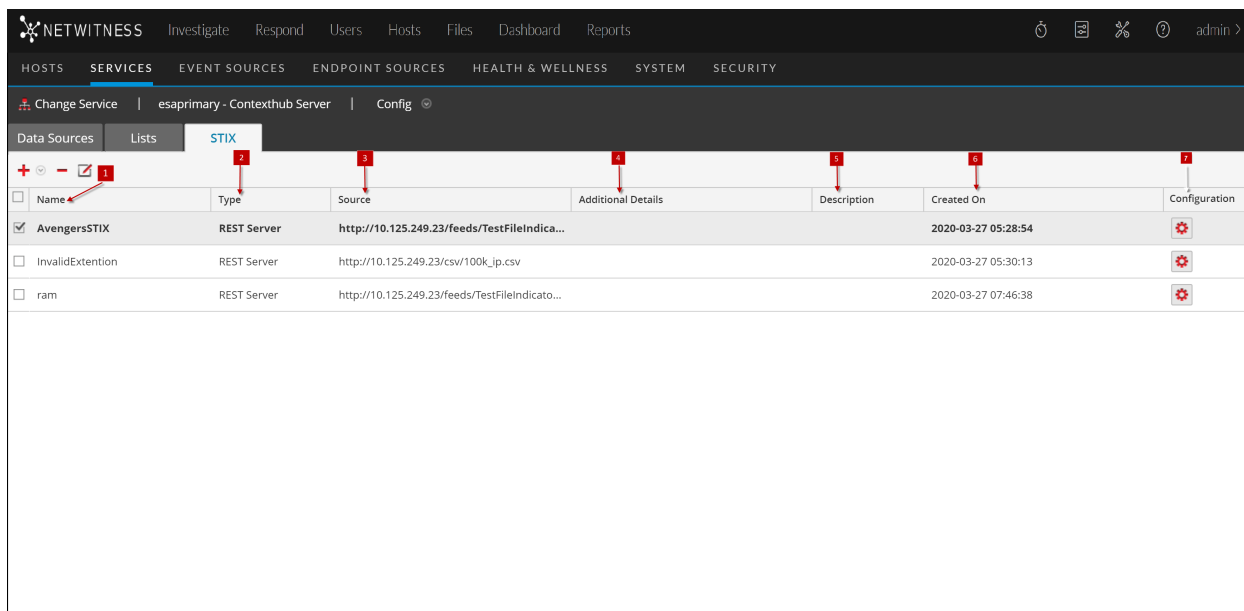 NETWITNESS Investigate Respond Users Hosts Files Dashboard Reports admin
HOSTS SERVICES EVENT SOURCES ENDPOINT SOURCES HEALTH & WELLNESS SYSTEM SECURITY
Change Service | esaprimary - Contexthub Server | Config
Data Sources Lists STIX
1 2 3 4 5 6 7
Name Type Source Additional Details Description Created On Configuration
AvengersSTIX REST Server http://10.125.249.23/feeds/TestFileIndica... 2020-03-27 05:28:54
InvalidExtention REST Server http://10.125.249.23/csv/100k_ip.csv 2020-03-27 05:30:13
ram REST Server http://10.125.249.23/feeds/TestFileIndicato... 2020-03-27 07:46:38